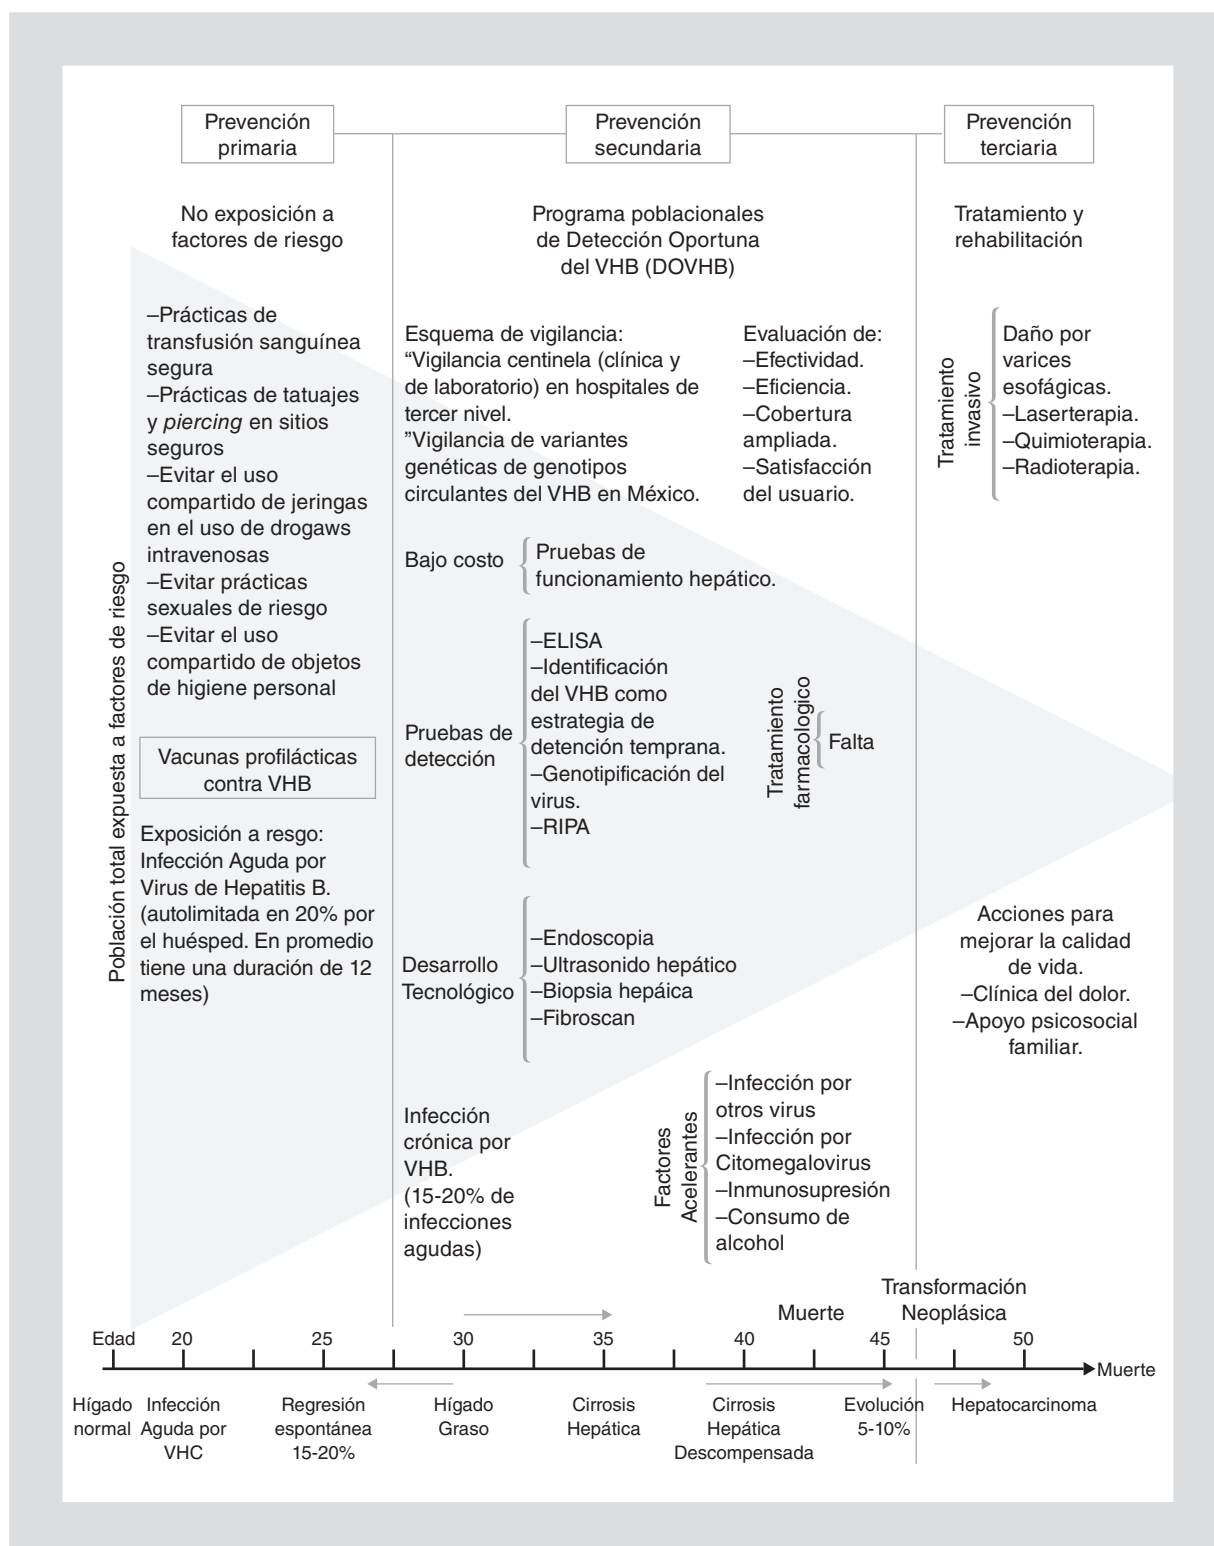 Prevención
primaria
Prevención
secundaria
Prevención
terciaria
No exposición a
factores de riesgo
Programa poblacionales
de Detección Oportuna
del VHB (DOVHB)
Tratamiento y
rehabilitación
Población total expuesta a factores de riesgo
–Prácticas de
transfusión sanguínea
segura
–Prácticas de tatuajes
y piercing en sitios
seguros
–Evitar el uso
compartido de jeringas
en el uso de drogaws
intravenosas
–Evitar prácticas
sexuales de riesgo
–Evitar el uso
compartido de objetos
de higiene personal
Vacunas profilácticas
contra VHB
Exposición a resgo:
Infección Aguda por
Virus de Hepatitis B.
(autolimitada en 20% por
el huésped. En promedio
tiene una duración de 12
meses)
Esquema de vigilancia:
“Vigilancia centinela (clínica y
de laboratorio) en hospitales de
tercer nivel.
”Vigilancia de variantes
genéticas de genotipos
circulantes del VHB en México.
Evaluación de:
–Efectividad.
–Eficiencia.
–Cobertura
ampliada.
–Satisfacción
del usuario.
Bajo costo
Pruebas de
funcionamiento hepático.
Pruebas de
detección
–ELISA
–Identificación
del VHB como
estrategia de
detención temprana.
–Genotipificación del
virus.
–RIPA
Tratamiento
farmacologico
Falta
Desarrollo
Tecnológico
–Endoscopia
–Ultrasonido hepático
–Biopsia hepáica
–Fibroscan
Infección
crónica por
VHB.
(15-20% de
infecciones
agudas)
Factores
Acelerantes
–Infección por
otros virus
–Infección por
Citomegalovirus
–Inmunosupresión
–Consumo de
alcohol
Tratamiento
invasivo
Daño por
varices
esofágicas.
–Laserterapia.
–Quimioterapia.
–Radioterapia.
Acciones para
mejorar la calidad
de vida.
–Clínica del dolor.
–Apoyo psicosocial
familiar.
Muerte
Transformación
Neoplásica
Edad 20 25 30 35 40 45 50
Muerte
Hígado
normal
Infección
Aguda por
VHC
Regresión
espontánea
15-20%
Hígado
Graso
Cirrosis
Hepática
Cirrosis
Hepática
Descompensada
Evolución
5-10%
Hepatocarcinoma